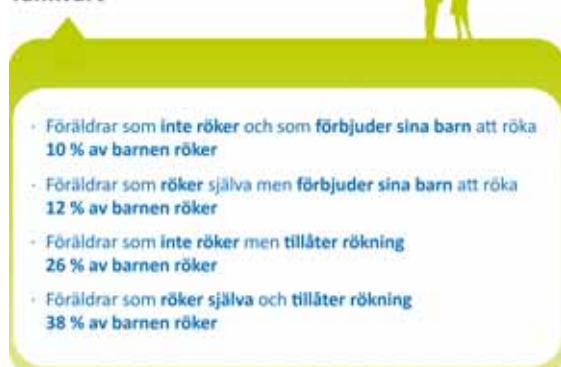 · Föräldrar som inte röker och som förbjuder sina barn att röka
10 % av barnen röker
· Föräldrar som röker själva men förbjuder sina barn att röka
12 % av barnen röker
· Föräldrar som inte röker men tillåter rökning
26 % av barnen röker
· Föräldrar som röker själva och tillåter rökning
38 % av barnen röker